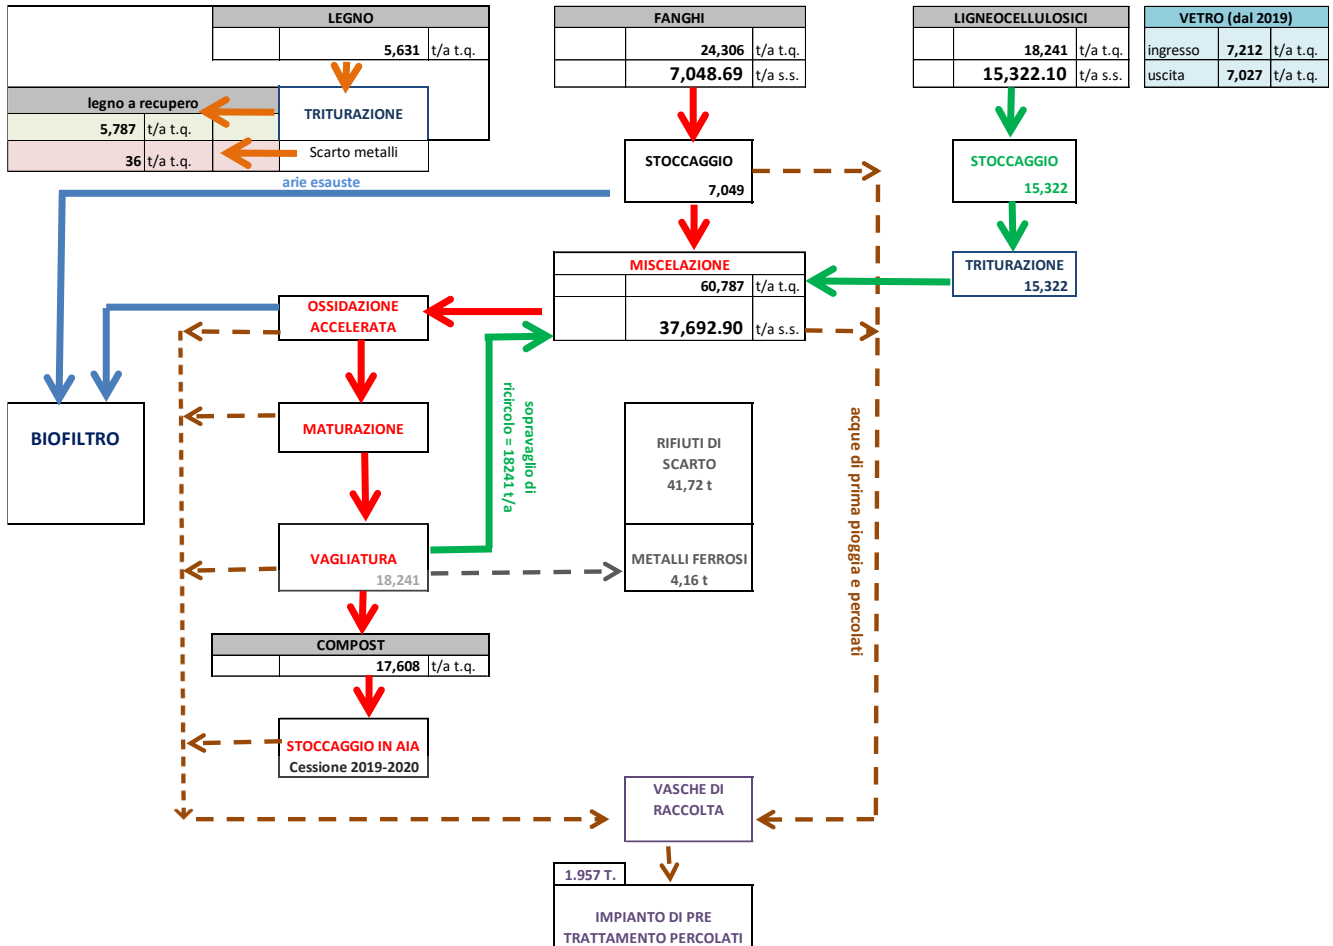 LEGNO
5,631 t/a t.q.
FANGHI
24,306 t/a t.q.
7,048.69 t/a s.s.
LIGNEOCELLULOSICI
18,241 t/a t.q.
15,322.10 t/a s.s.
VETRO (dal 2019)
ingresso 7,212 t/a t.q.
uscita 7,027 t/a t.q.
legno a recupero
5,787 t/a t.q.
36 t/a t.q.
TRITURAZIONE
Scarto metalli
arie esauste
STOCCAGGIO
7,049
STOCCAGGIO
15,322
MISCELAZIONE
60,787 t/a t.q.
37,692.90 t/a s.s.
TRITURAZIONE
15,322
OSSIDAZIONE
ACCELERATA
BIOFILTRO
MATURAZIONE
sopravaglio di
ricircolo = 18241 t/a
RIFIUTI DI
SCARTO
41,72 t
acque di prima pioggia e percolati
VAGLIATURA
18,241
METALLI FERROSI
4,16 t
COMPOST
17,608 t/a t.q.
STOCCAGGIO IN AIA
Cessione 2019-2020
VASCHE DI
RACCOLTA
1.957 T.
IMPIANTO DI PRE
TRATTAMENTO PERCOLATI